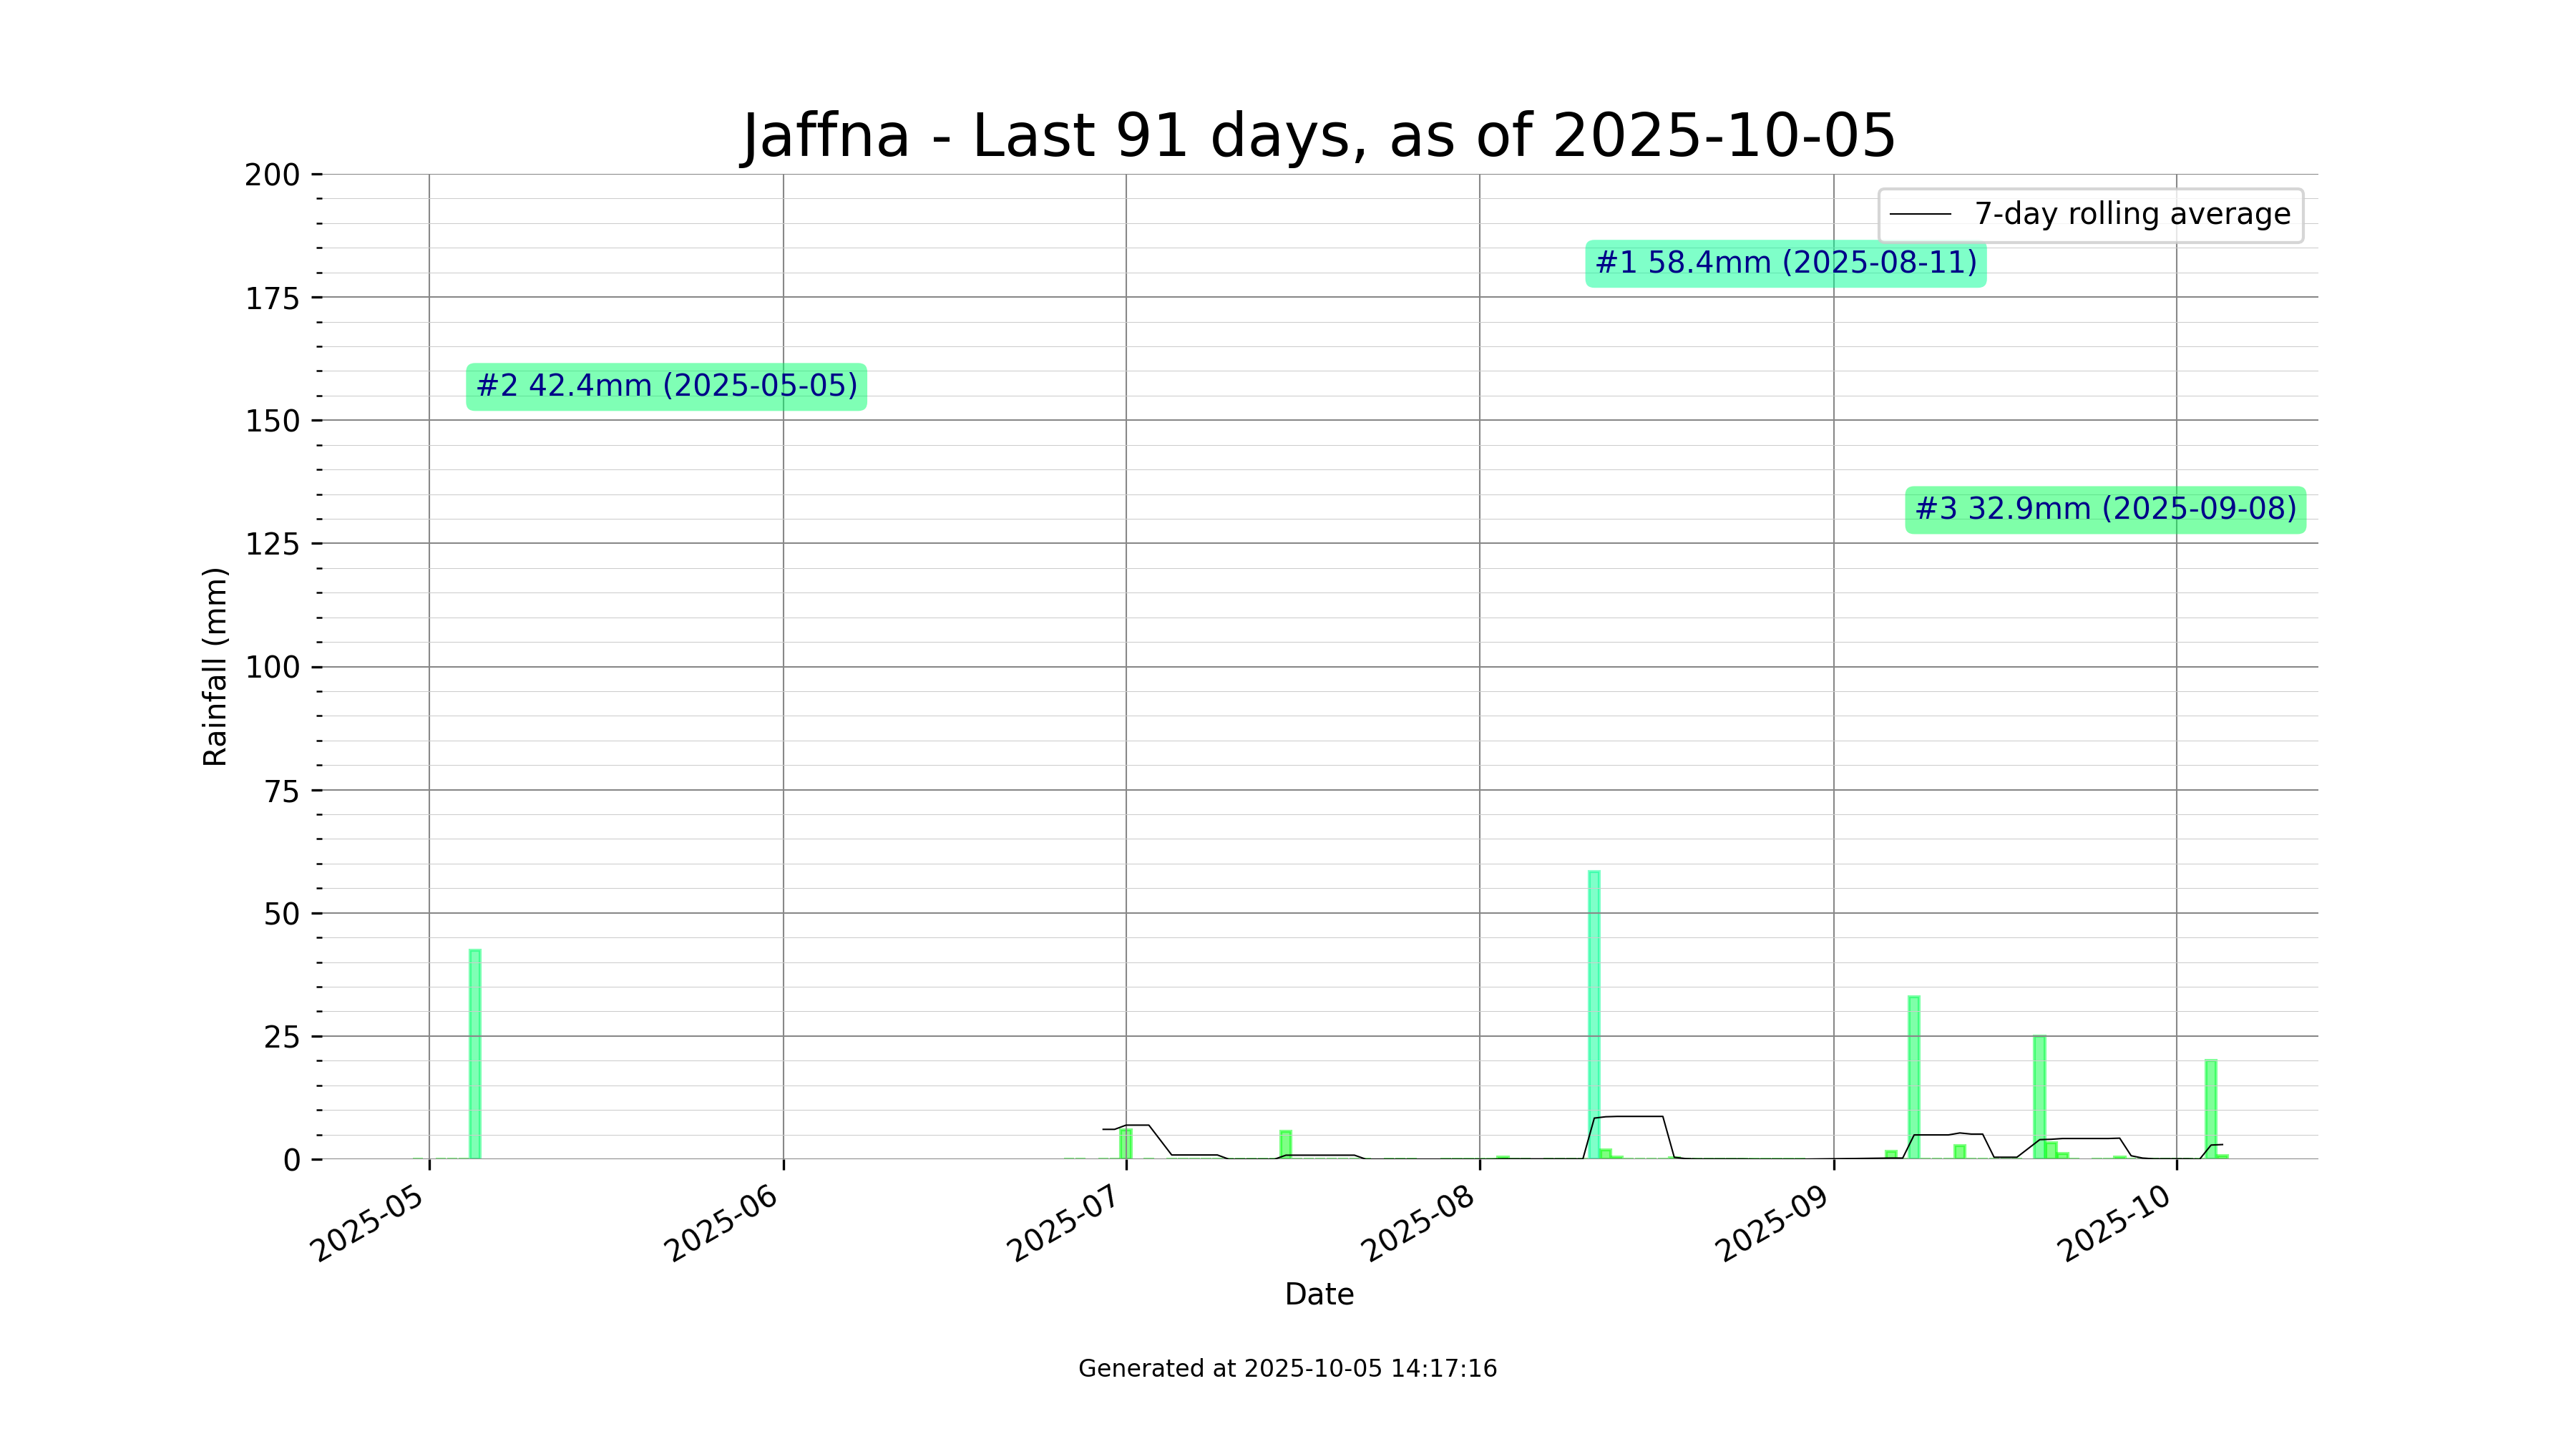 Jaffna - Last 91 days, as of 2025-10-05
7-day rolling average
#1 58.4mm (2025-08-11)
#2 42.4mm (2025-05-05)
#3 32.9mm (2025-09-08)
Rainfall (mm)
200
175
150
125
100
75
50
25
0
2025-05
2025-06
2025-07
2025-08
2025-09
2025-10
Date
Generated at 2025-10-05 14:17:16